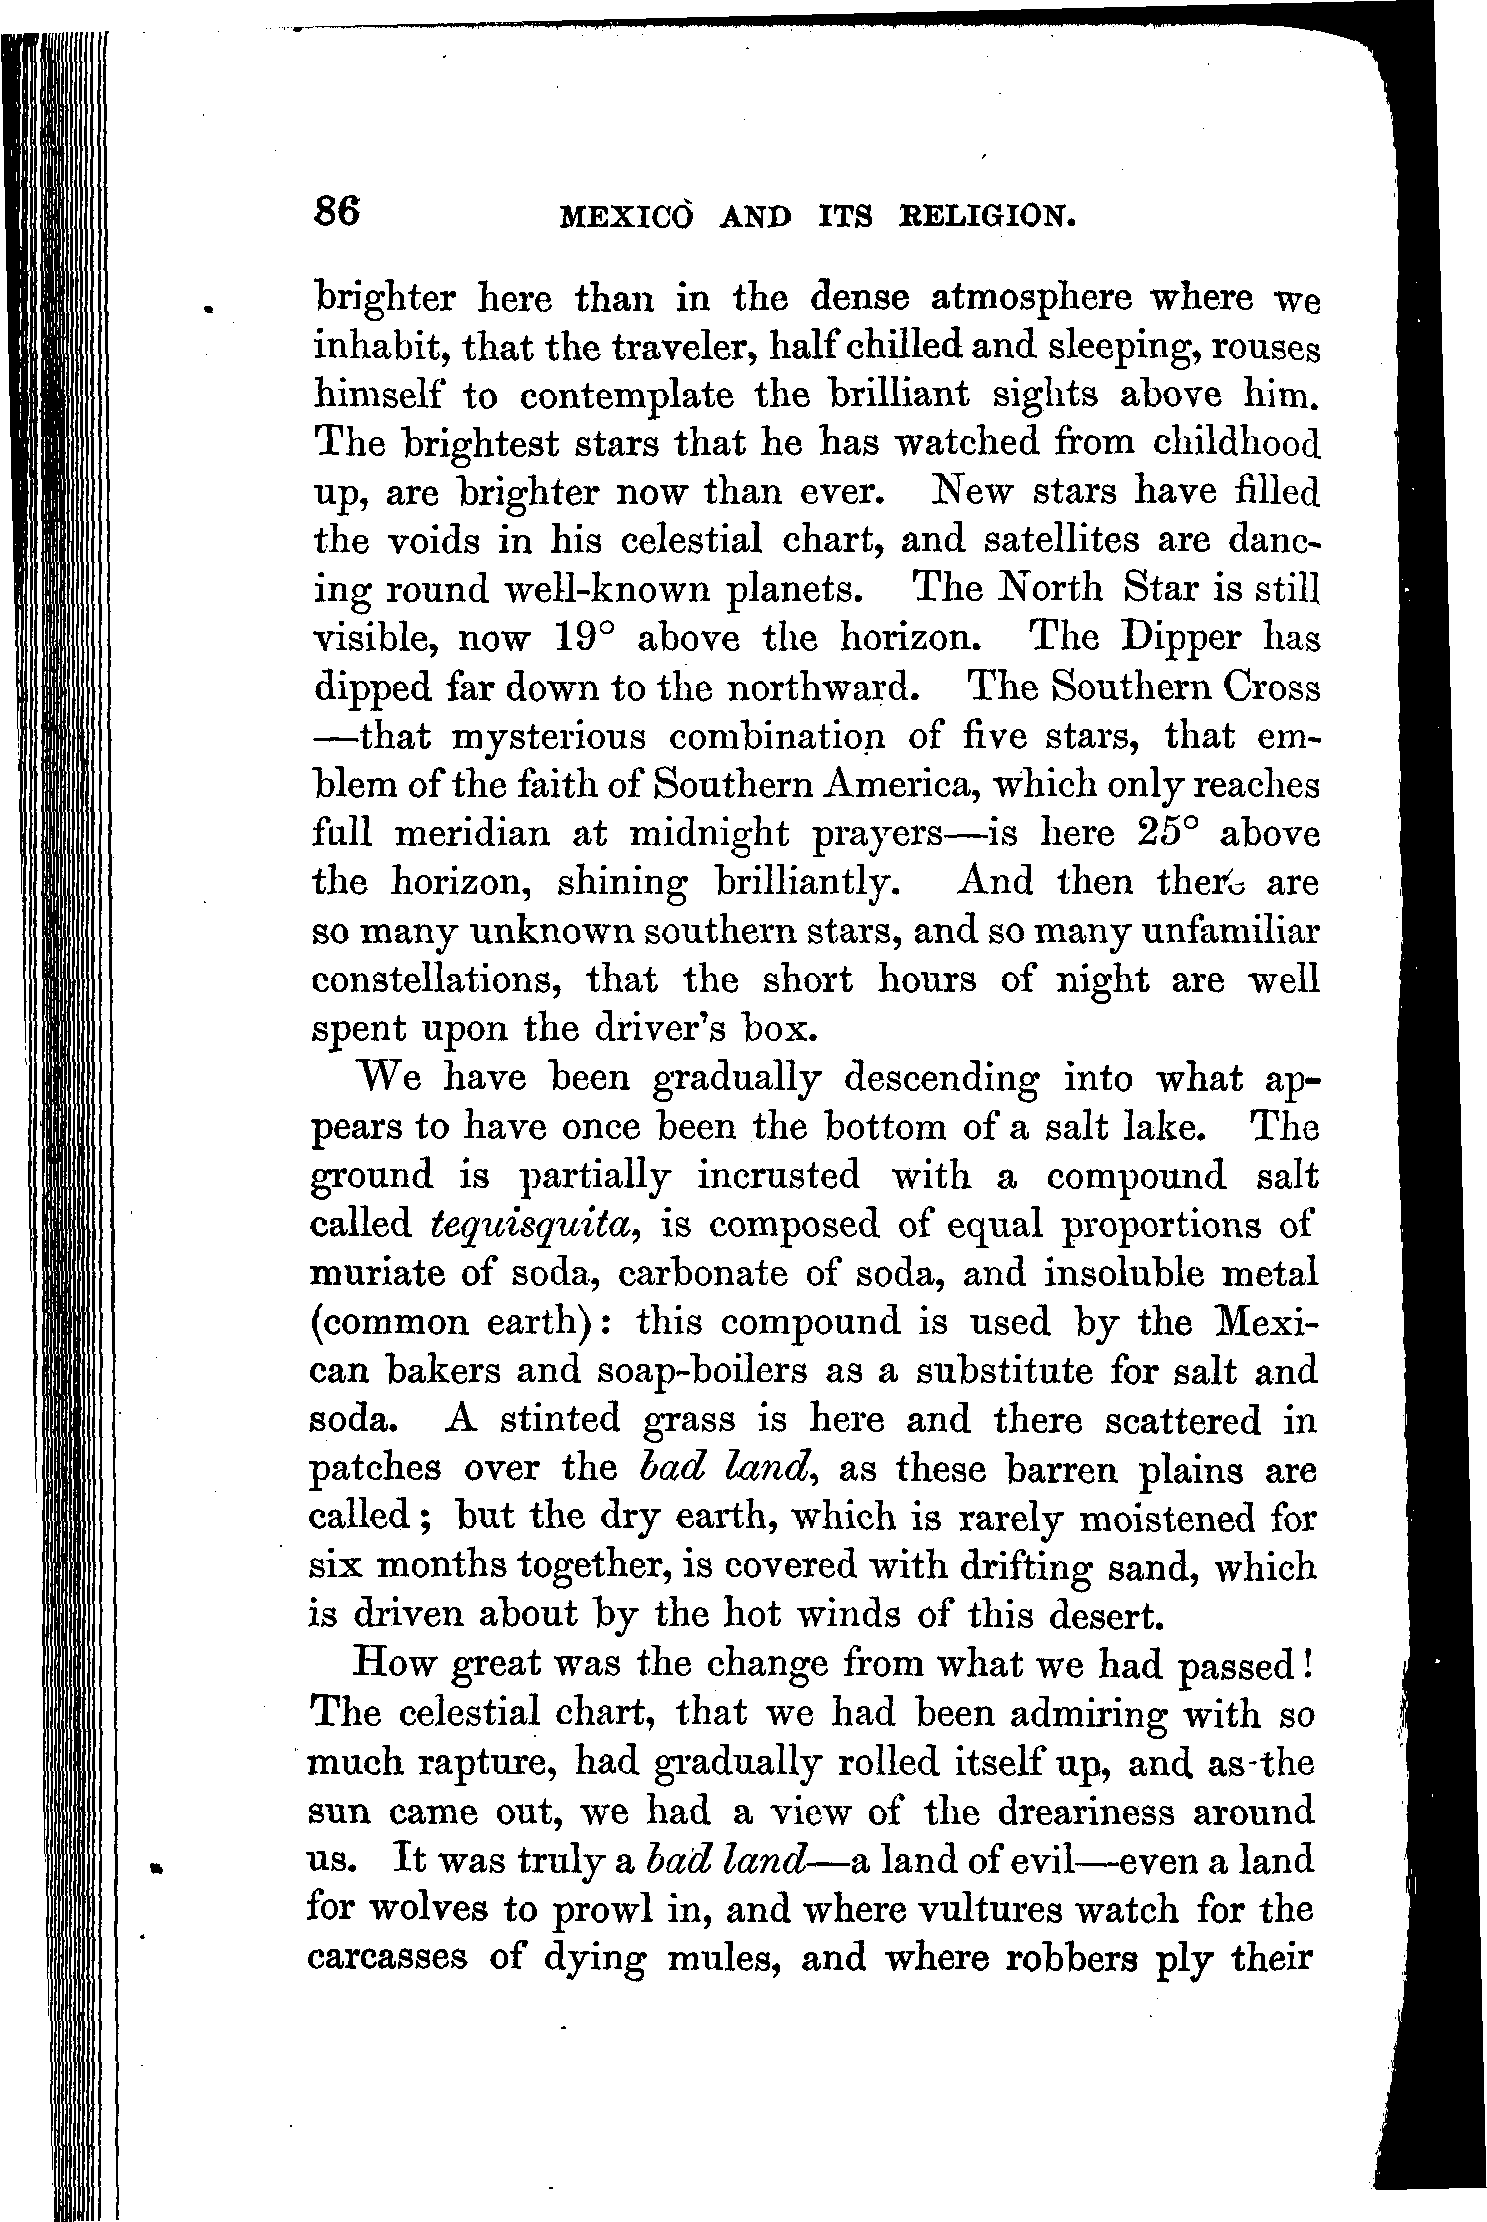 86 MEXICO AND ITS RELIGION.
brighter here than in the dense atmosphere where we
inhabit, that the traveler, half chilled and sleeping, rouses
himself to contemplate the brilliant sights above him.
The brightest stars that he has watched from childhood
up, are brighter now than ever. New stars have filled
the voids in his celestial chart, and satellites are danc-
ing round well-known planets. The North Star is still
visible, now 19° above the horizon. The Dipper has
dipped far down to the northward. The Southern Cross
—that mysterious combination of five stars, that em-
blem of the faith of Southern America, which only reaches
full meridian at midnight prayers—is here 25° above
the horizon, shining brilliantly. And then there are
so many unknown southern stars, and so many unfamiliar
constellations, that the short hours of night are well
spent upon the driver's box.
We have been gradually descending into what ap-
pears to have once been the bottom of a salt lake. The
ground is partially incrusted with a compound salt
called tequisquita, is composed of equal proportions of
muriate of soda, carbonate of soda, and insoluble metal
(common earth): this compound is used by the Mexi-
can bakers and soap-boilers as a substitute for salt and
soda. A stinted grass is here and there scattered in
patches over the bad land, as these barren plains are
called; but the dry earth, which is rarely moistened for
six months together, is covered with drifting sand, which
is driven about by the hot winds of this desert.
How great was the change from what we had passed!
The celestial chart, that we had been admiring with so
much rapture, had gradually rolled itself up, and as the
sun came out, we had a view of the dreariness around
us. It was truly a bad land—a land of evil—even a land
for wolves to prowl in, and where vultures watch for the
carcasses of dying mules, and where robbers ply their